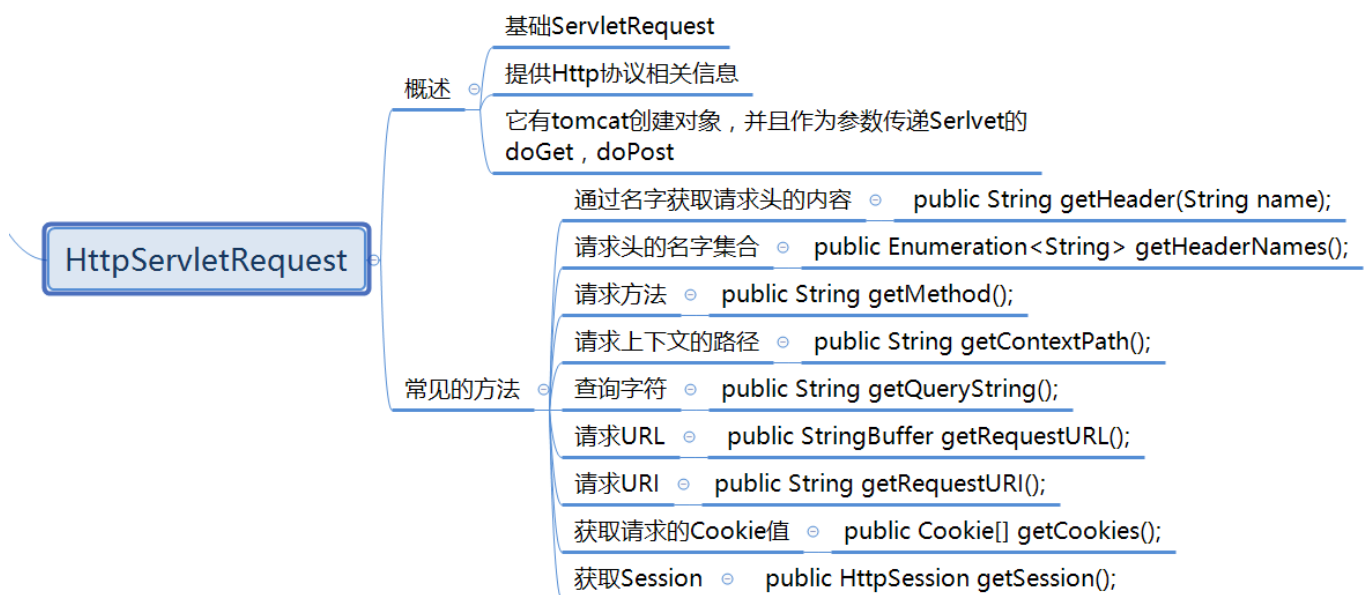 基础ServletRequest
提供Http协议相关信息
概述
它有tomcat创建对象，并且作为参数传递Serlvet的
doGet，doPost
HttpServletRequest
通过名字获取请求头的内容 public String getHeader(String name);
请求头的名字集合 public Enumeration<String> getHeaderNames();
请求方法 public String getMethod();
请求上下文的路径 public String getContextPath();
常见的方法
查询字符 public String getQueryString();
请求URL public StringBuffer getRequestURL();
请求URI public String getRequestURI();
获取请求的Cookie值 public Cookie[] getCookies();
获取Session public HttpSession getSession();